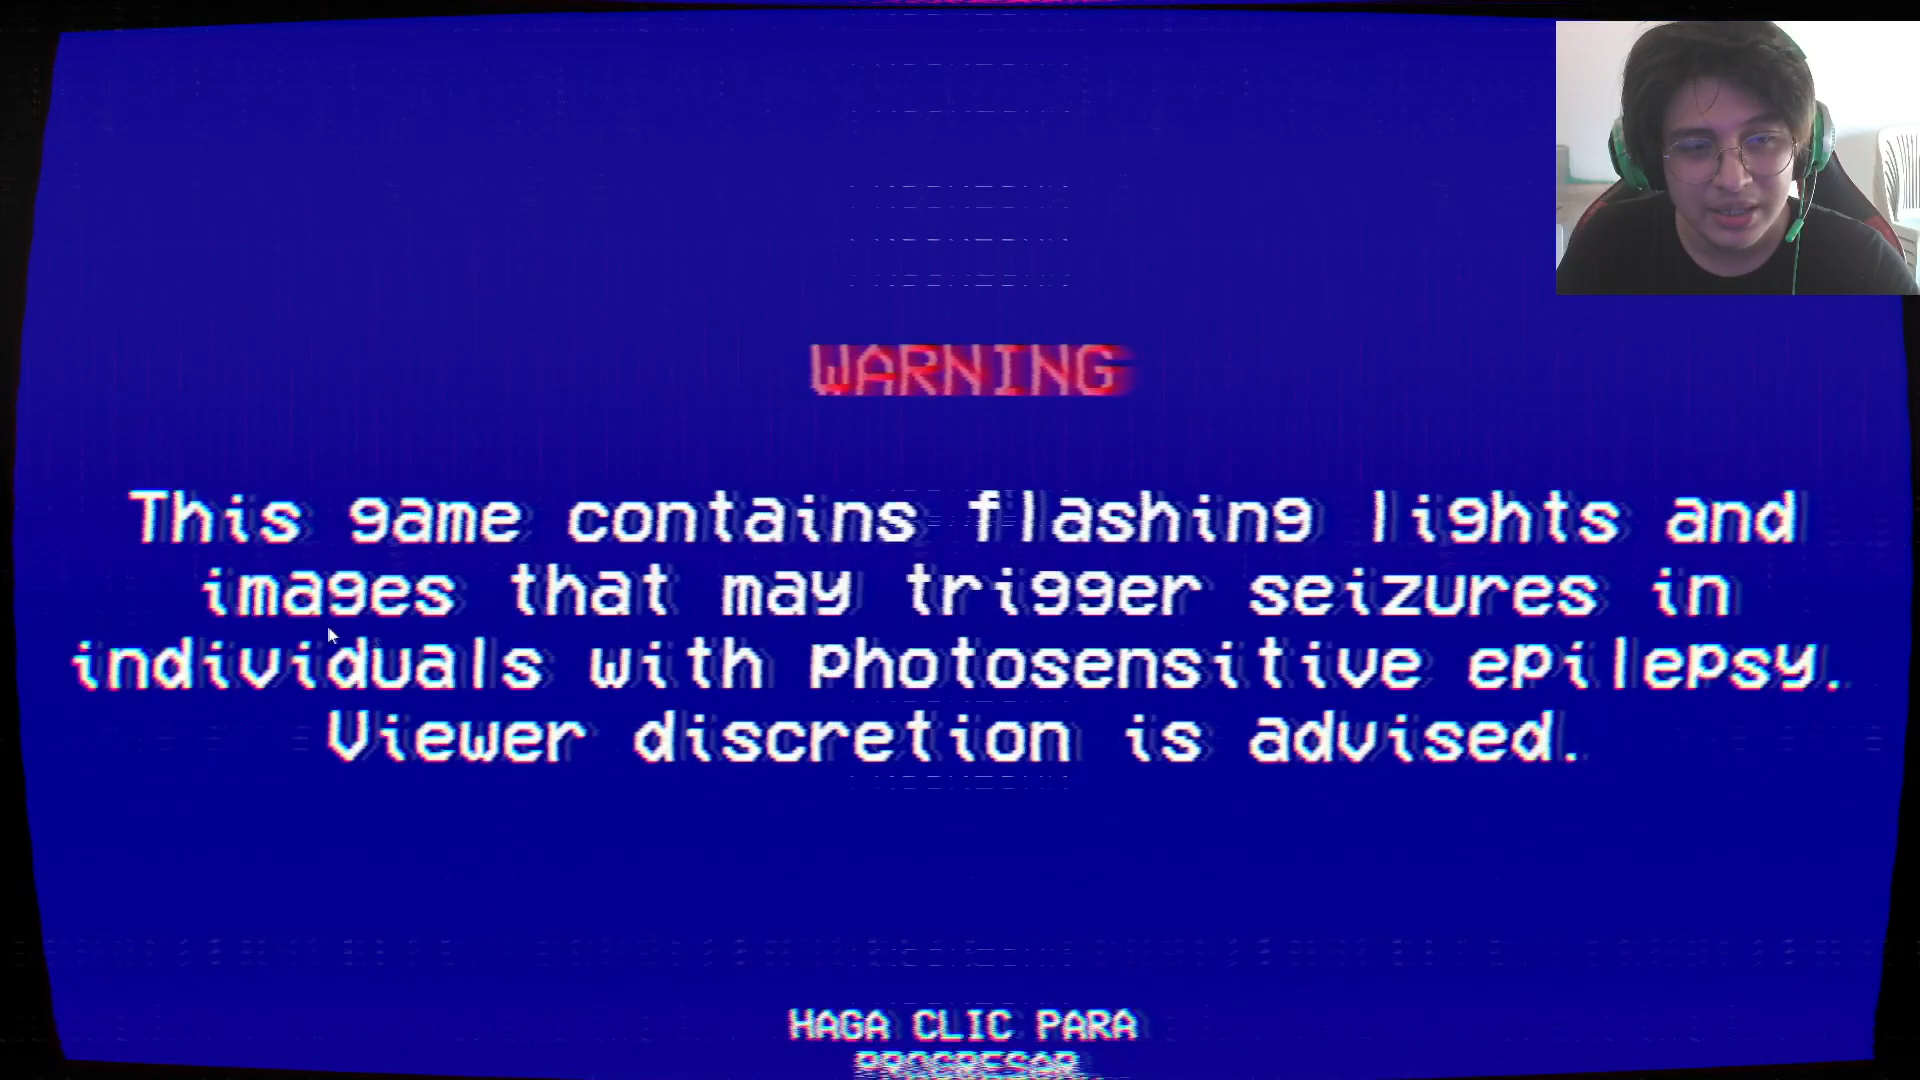 WARNING
This game contains flashing lights and
images that may trigger seizures in
individuals with photosensitive epilepsy.
Viewer discretion is advised.
HAGA CLIC PARA
PROGRESAR